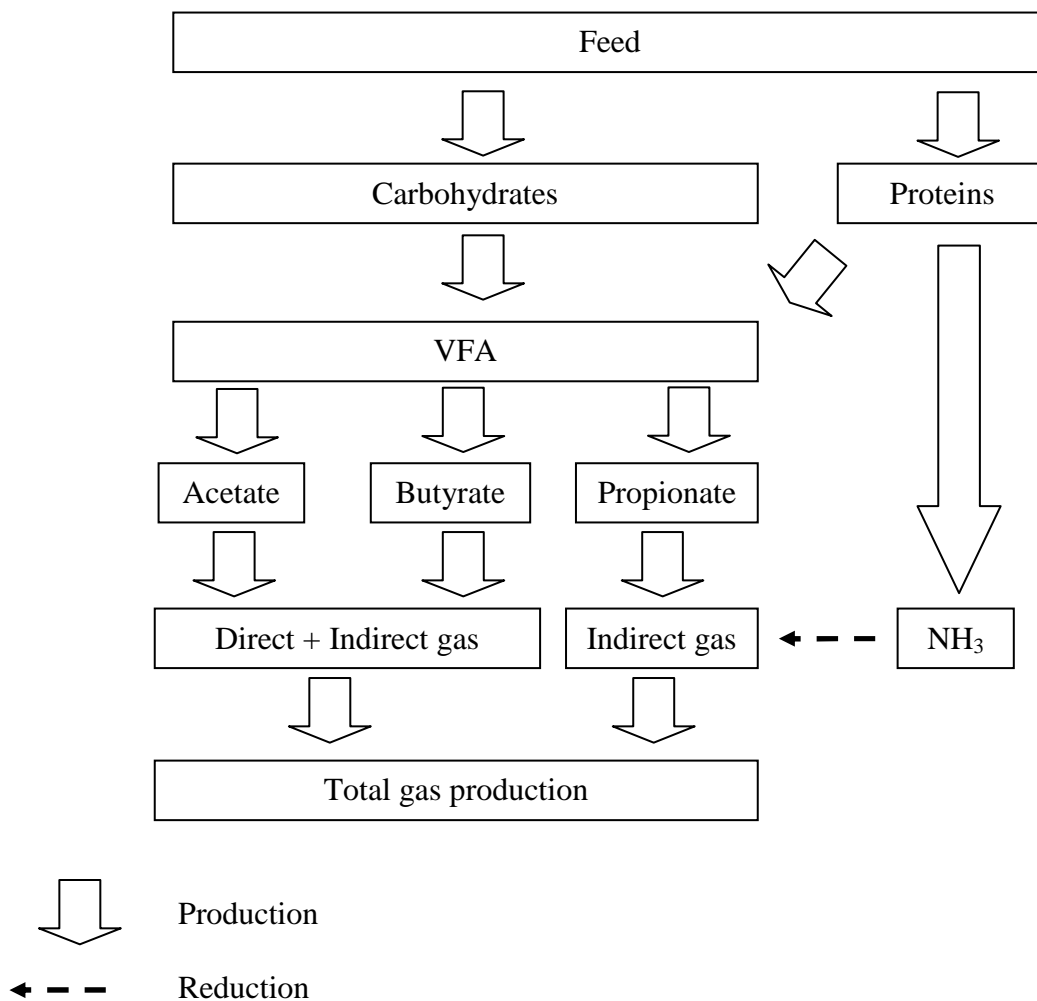 Feed
Carbohydrates
Proteins
VFA
Acetate
Butyrate
Propionate
Direct + Indirect gas
Indirect gas
NH₃
Total gas production
Production
Reduction